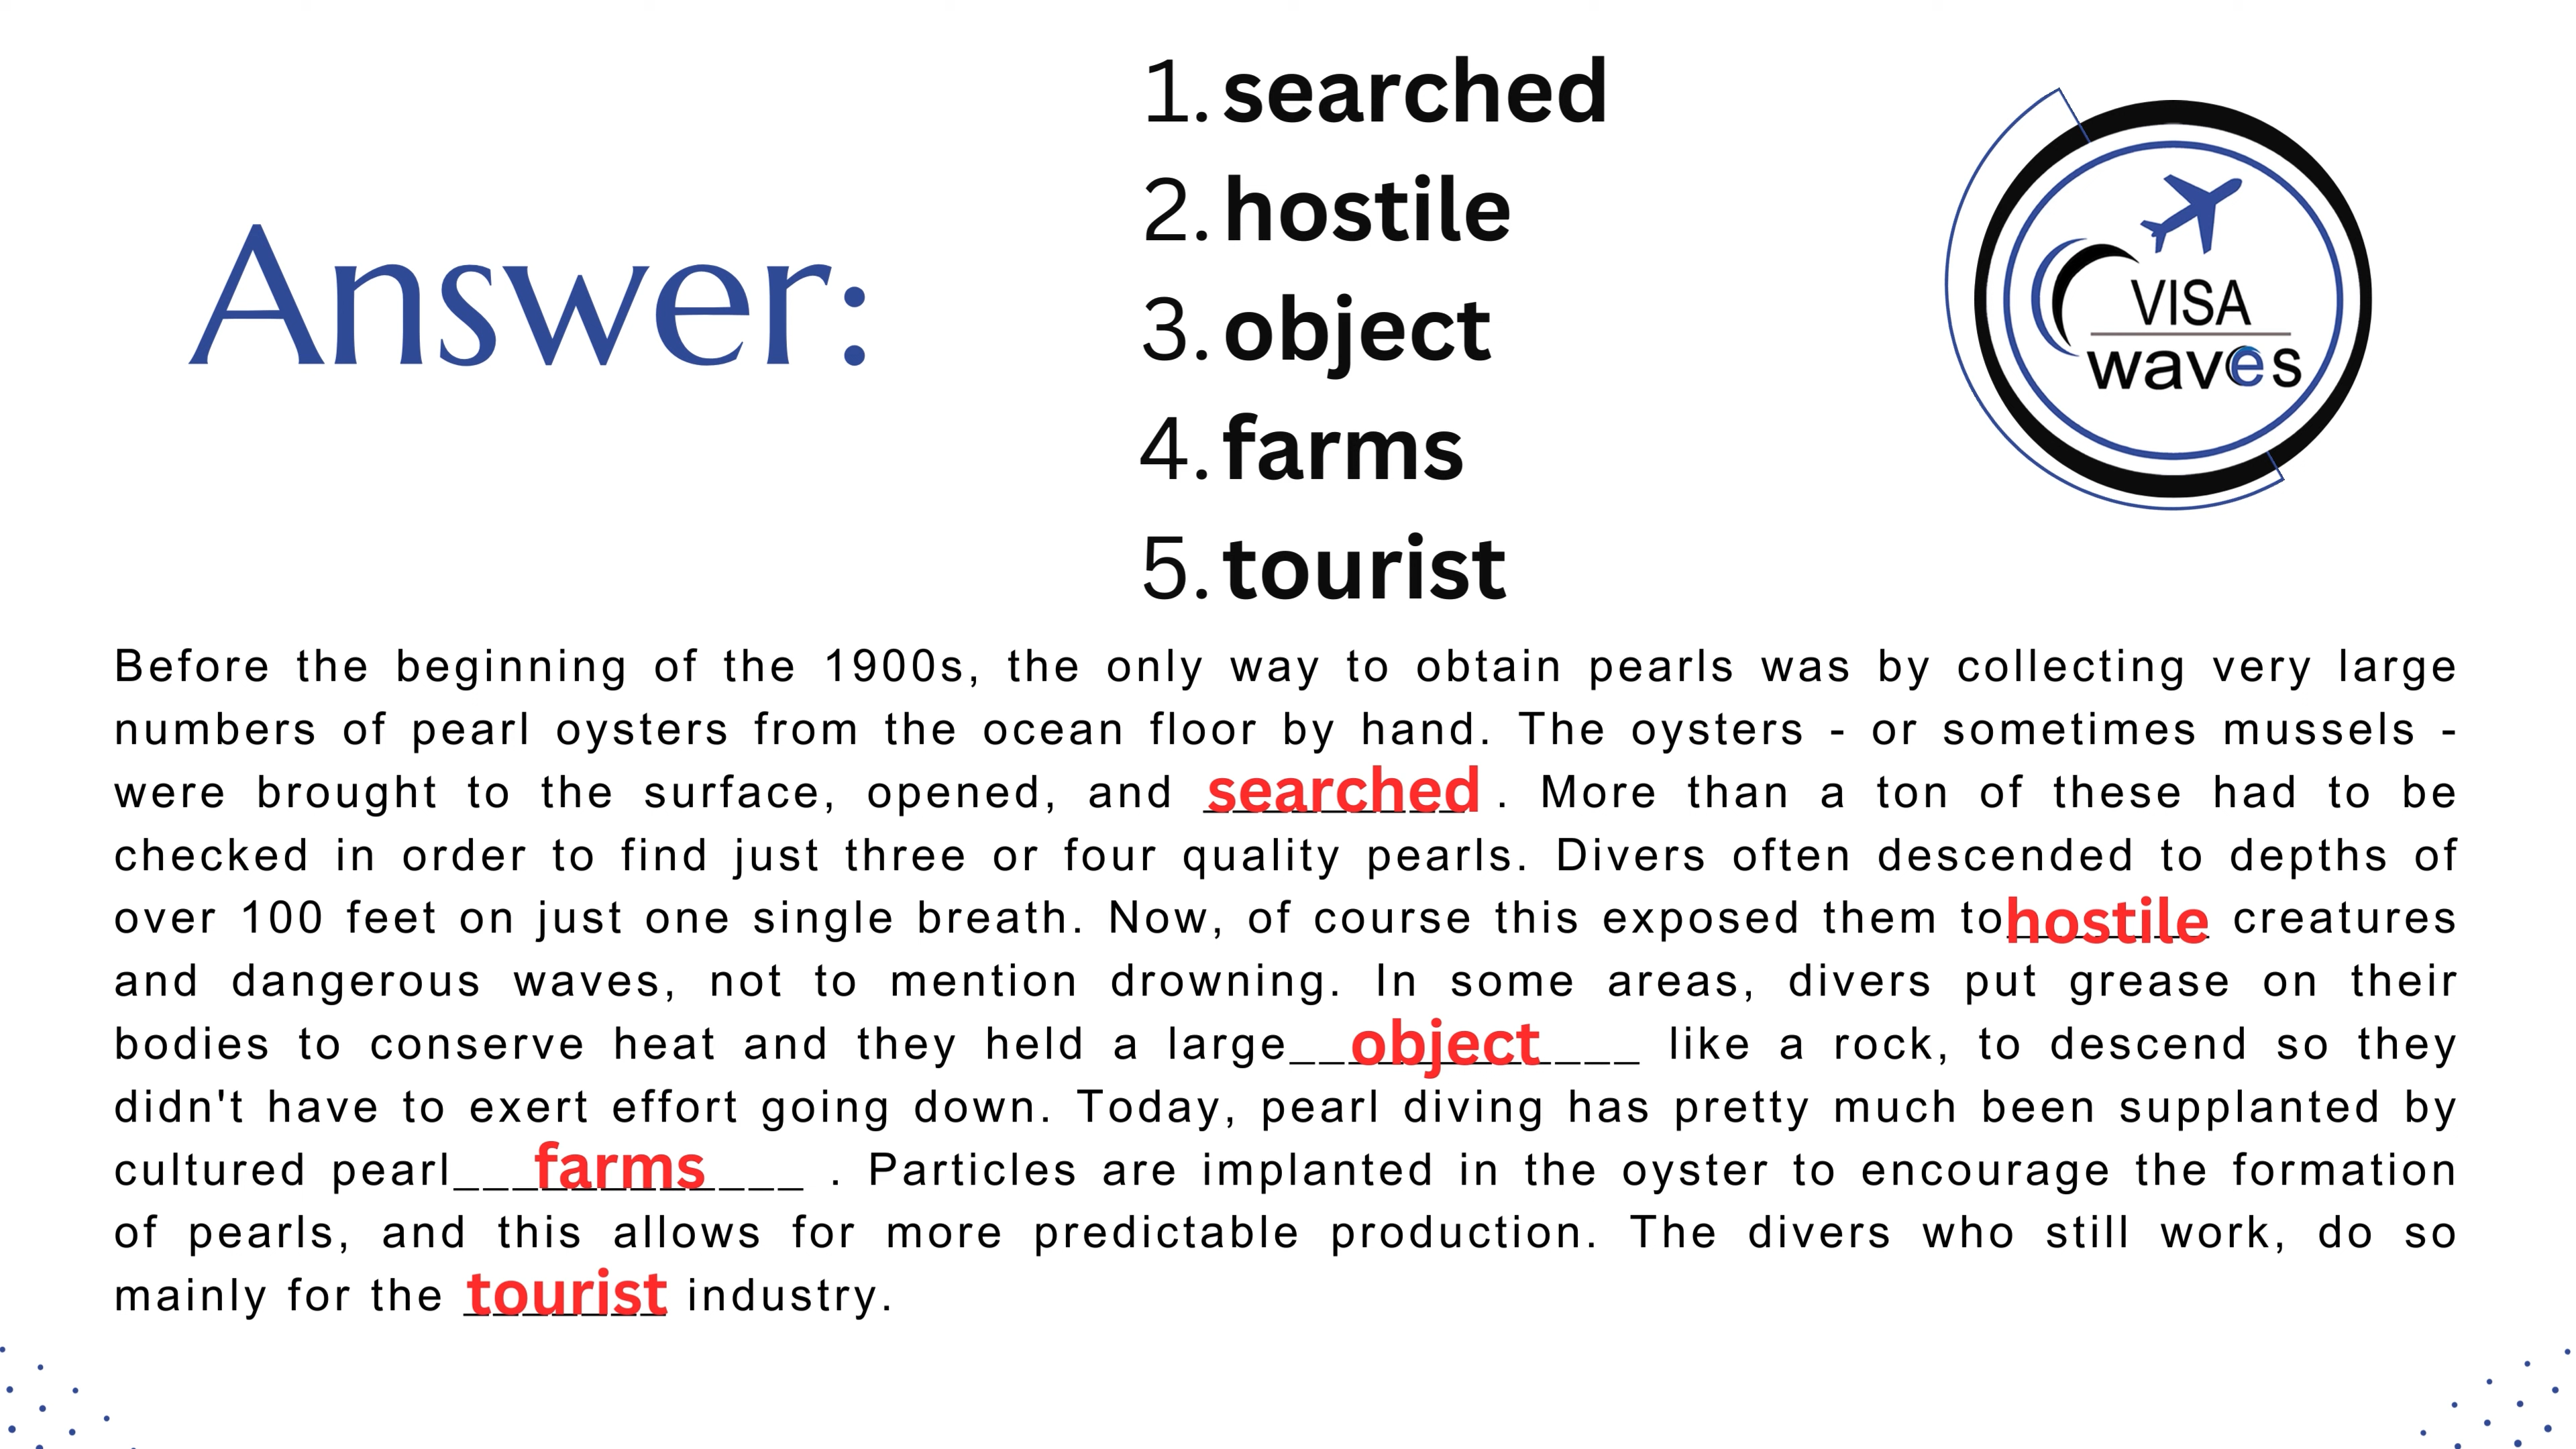 Answer:
1. searched
2. hostile
3. object
4. farms
5. tourist
VISA
waves
Before the beginning of the 1900s, the only way to obtain pearls was by collecting very large
numbers of pearl oysters from the ocean floor by hand. The oysters - or sometimes mussels -
were brought to the surface, opened, and searched . More than a ton of these had to be
checked in order to find just three or four quality pearls. Divers often descended to depths of
over 100 feet on just one single breath. Now, of course this exposed them to hostile creatures
and dangerous waves, not to mention drowning. In some areas, divers put grease on their
bodies to conserve heat and they held a large__object____ like a rock, to descend so they
didn't have to exert effort going down. Today, pearl diving has pretty much been supplanted by
cultured pearl___farms____ . Particles are implanted in the oyster to encourage the formation
of pearls, and this allows for more predictable production. The divers who still work, do so
mainly for the tourist industry.